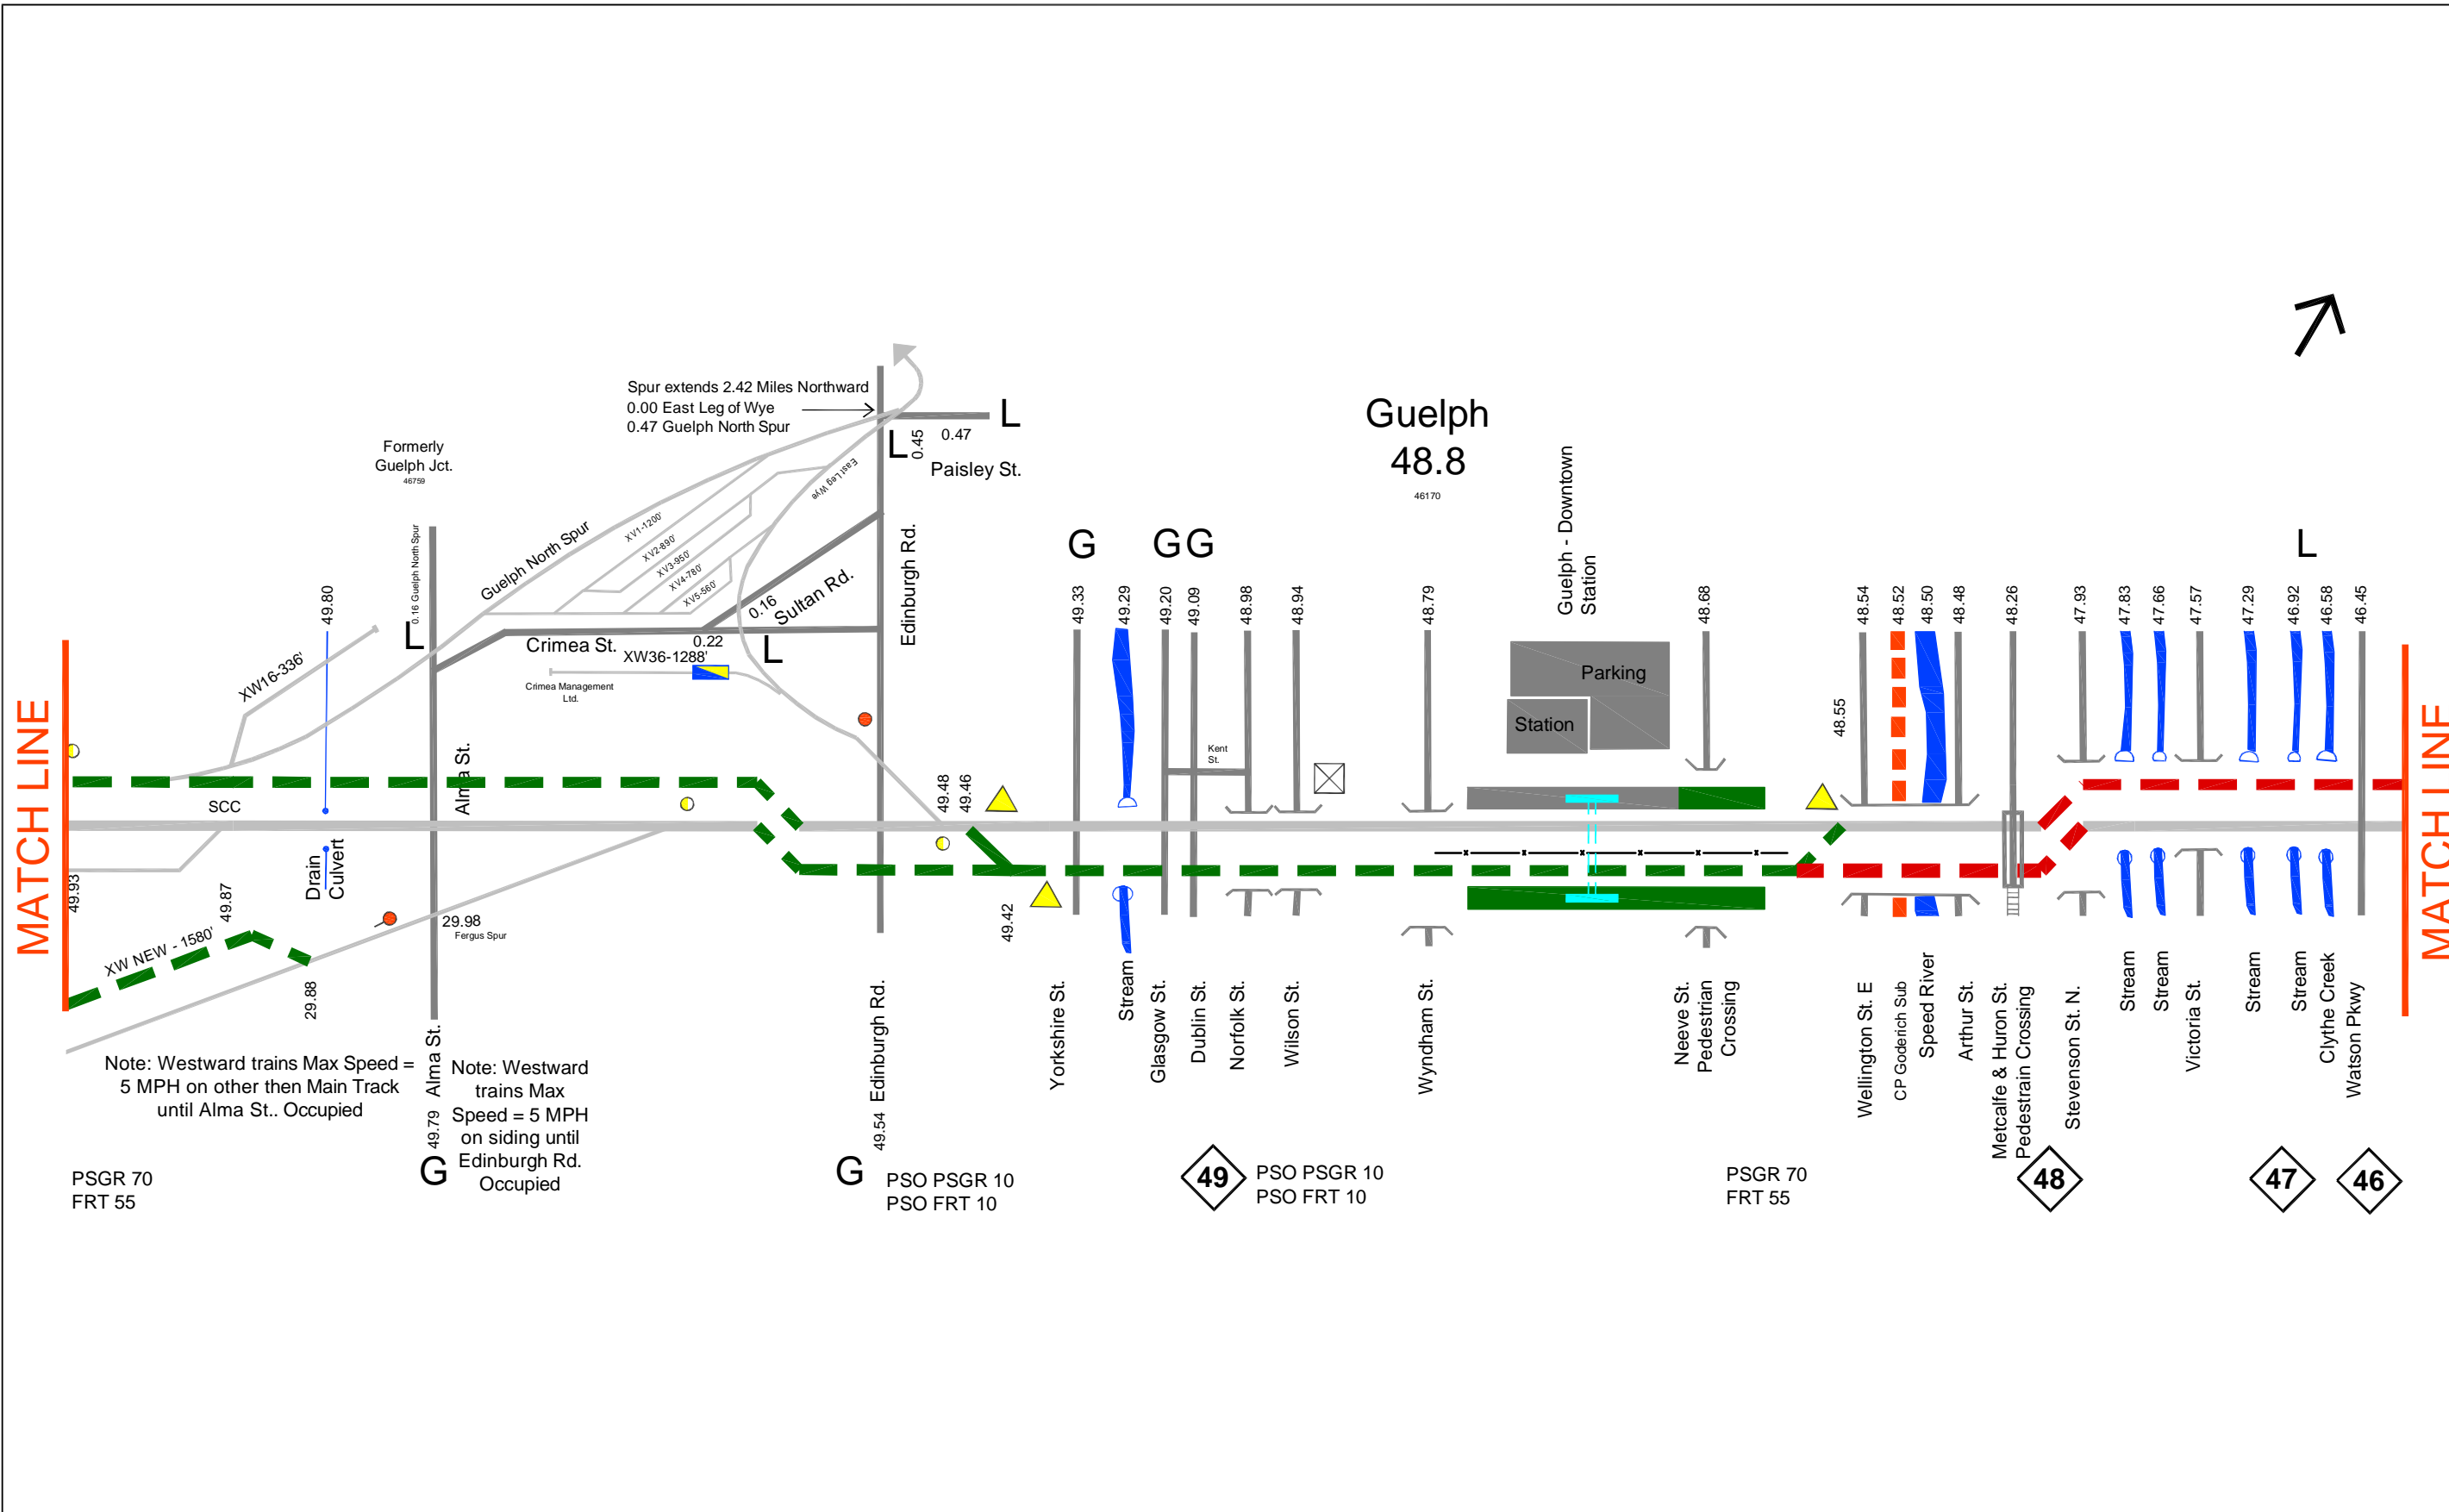 Spur extends 2.42 Miles Northward
0.00 East Leg of Wye
0.47 Guelph North Spur
L
0.47
L
0.45
Paisley St.
Guelph
48.8
46170
Formerly
Guelph Jct.
46759
Guelph - Downtown
Station
Guelph North Spur
XV1-1200'
XV2-890'
XV3-950'
XV4-780'
XV5-560'
East Leg Wye
0.16
Sultan Rd.
Edinburgh Rd.
0.16 Guelph North Spur
L
Crimea St.
0.22
L
XW36-1288'
Crimea Management
Ltd.
XW16-336'
49.80
G
G
G
L
49.33
49.29
49.20
49.09
48.98
48.94
48.79
48.68
48.54
48.52
48.50
48.48
48.26
47.93
47.83
47.66
47.57
47.29
46.92
46.58
46.45
Parking
Station
Kent
St.
48.55
MATCH LINE
MATCH LINE
Alma St.
SCC
49.48
49.46
49.42
49.93
49.87
Drain
Culvert
XW NEW - 1580'
29.88
29.98
Fergus Spur
Yorkshire St.
Stream
Glasgow St.
Dublin St.
Norfolk St.
Wilson St.
Wyndham St.
Neeve St.
Pedestrian
Crossing
Wellington St. E
CP Goderich Sub
Speed River
Arthur St.
Metcalfe & Huron St.
Pedestrain Crossing
Stevenson St. N.
Stream
Stream
Victoria St.
Stream
Stream
Clythe Creek
Watson Pkwy
Note: Westward trains Max Speed =
5 MPH on other then Main Track
until Alma St.. Occupied
49.79 Alma St.
Note: Westward
trains Max
Speed = 5 MPH
on siding until
Edinburgh Rd.
Occupied
49.54 Edinburgh Rd.
PSGR 70
FRT 55
G
G
PSO PSGR 10
PSO FRT 10
49
PSO PSGR 10
PSO FRT 10
PSGR 70
FRT 55
48
47
46